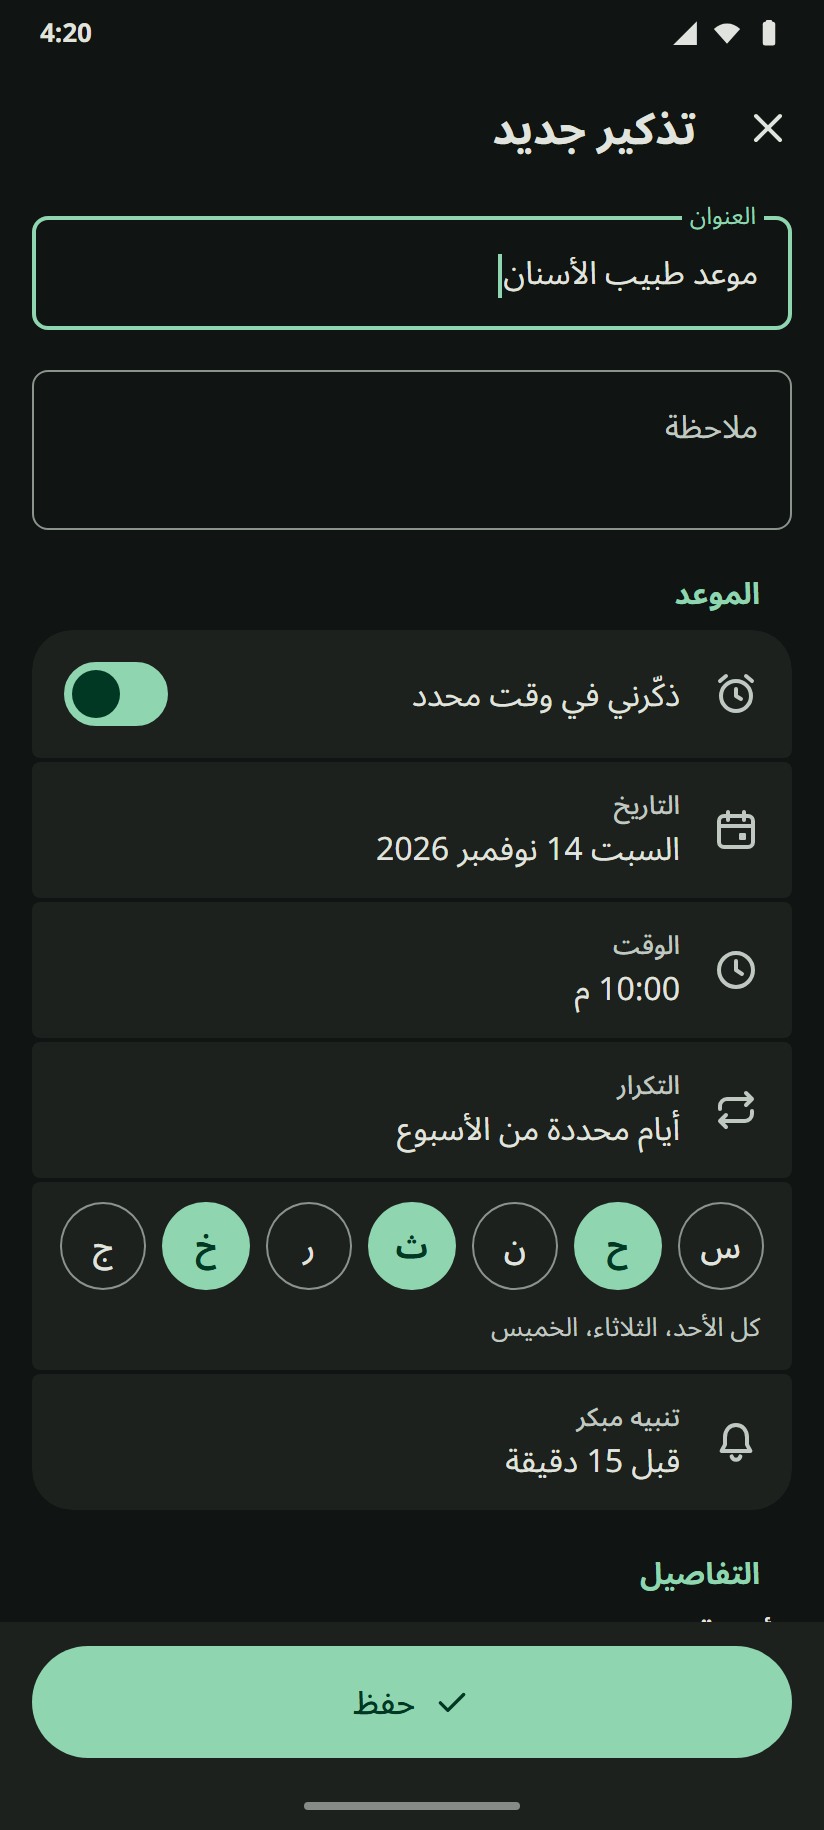 4:20
تذكير جديد
العنوان
موعد طبيب الأسنان
ملاحظة
الموعد
ذكّرني في وقت محدد
التاريخ
السبت 14 نوفمبر 2026
الوقت
10:00 م
التكرار
أيام محددة من الأسبوع
س ح ن ث ر خ ج
كل الأحد، الثلاثاء، الخميس
تنبيه مبكر
قبل 15 دقيقة
التفاصيل
حفظ